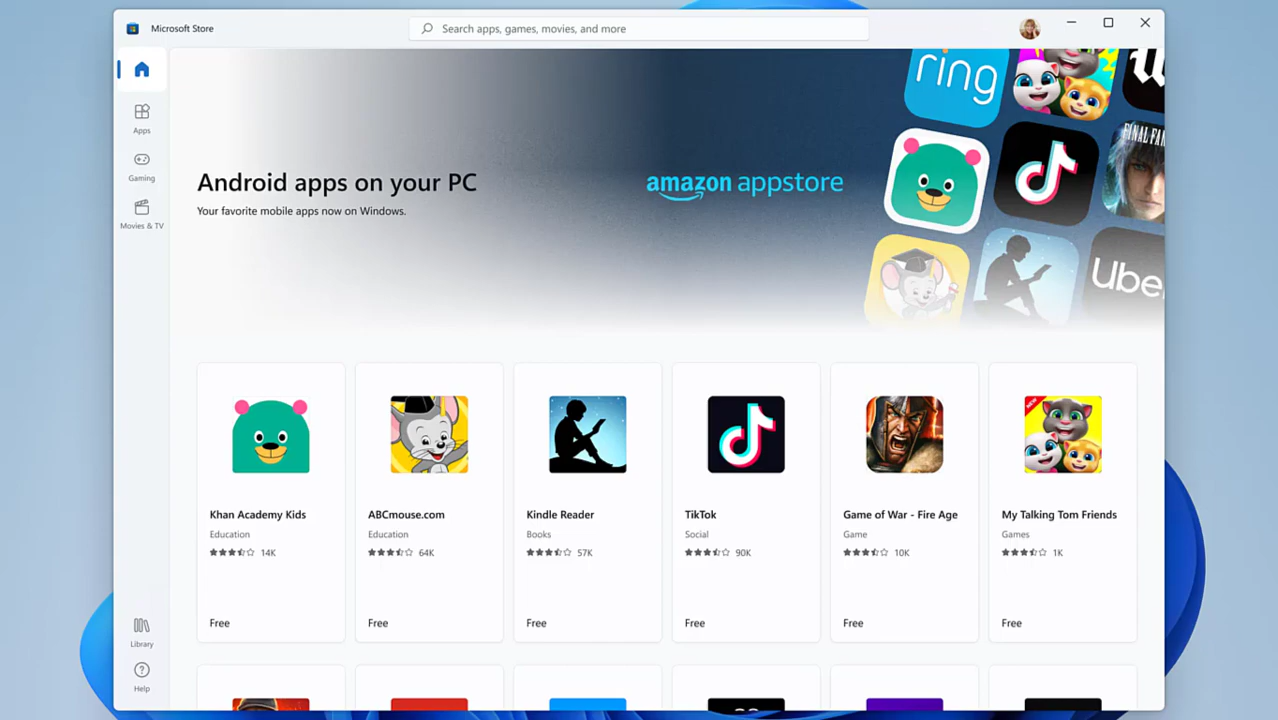 Microsoft Store
Search apps, games, movies, and more
Apps
Gaming
Movies & TV
Library
Help
Android apps on your PC
Your favorite mobile apps now on Windows.
amazon appstore
ring
FINAL FAN
Uber
Khan Academy Kids
Education
14K
Free
ABCmouse.com
Education
64K
Free
Kindle Reader
Books
57K
Free
TikTok
Social
90K
Free
Game of War - Fire Age
Game
10K
Free
NEW
My Talking Tom Friends
Games
1K
Free